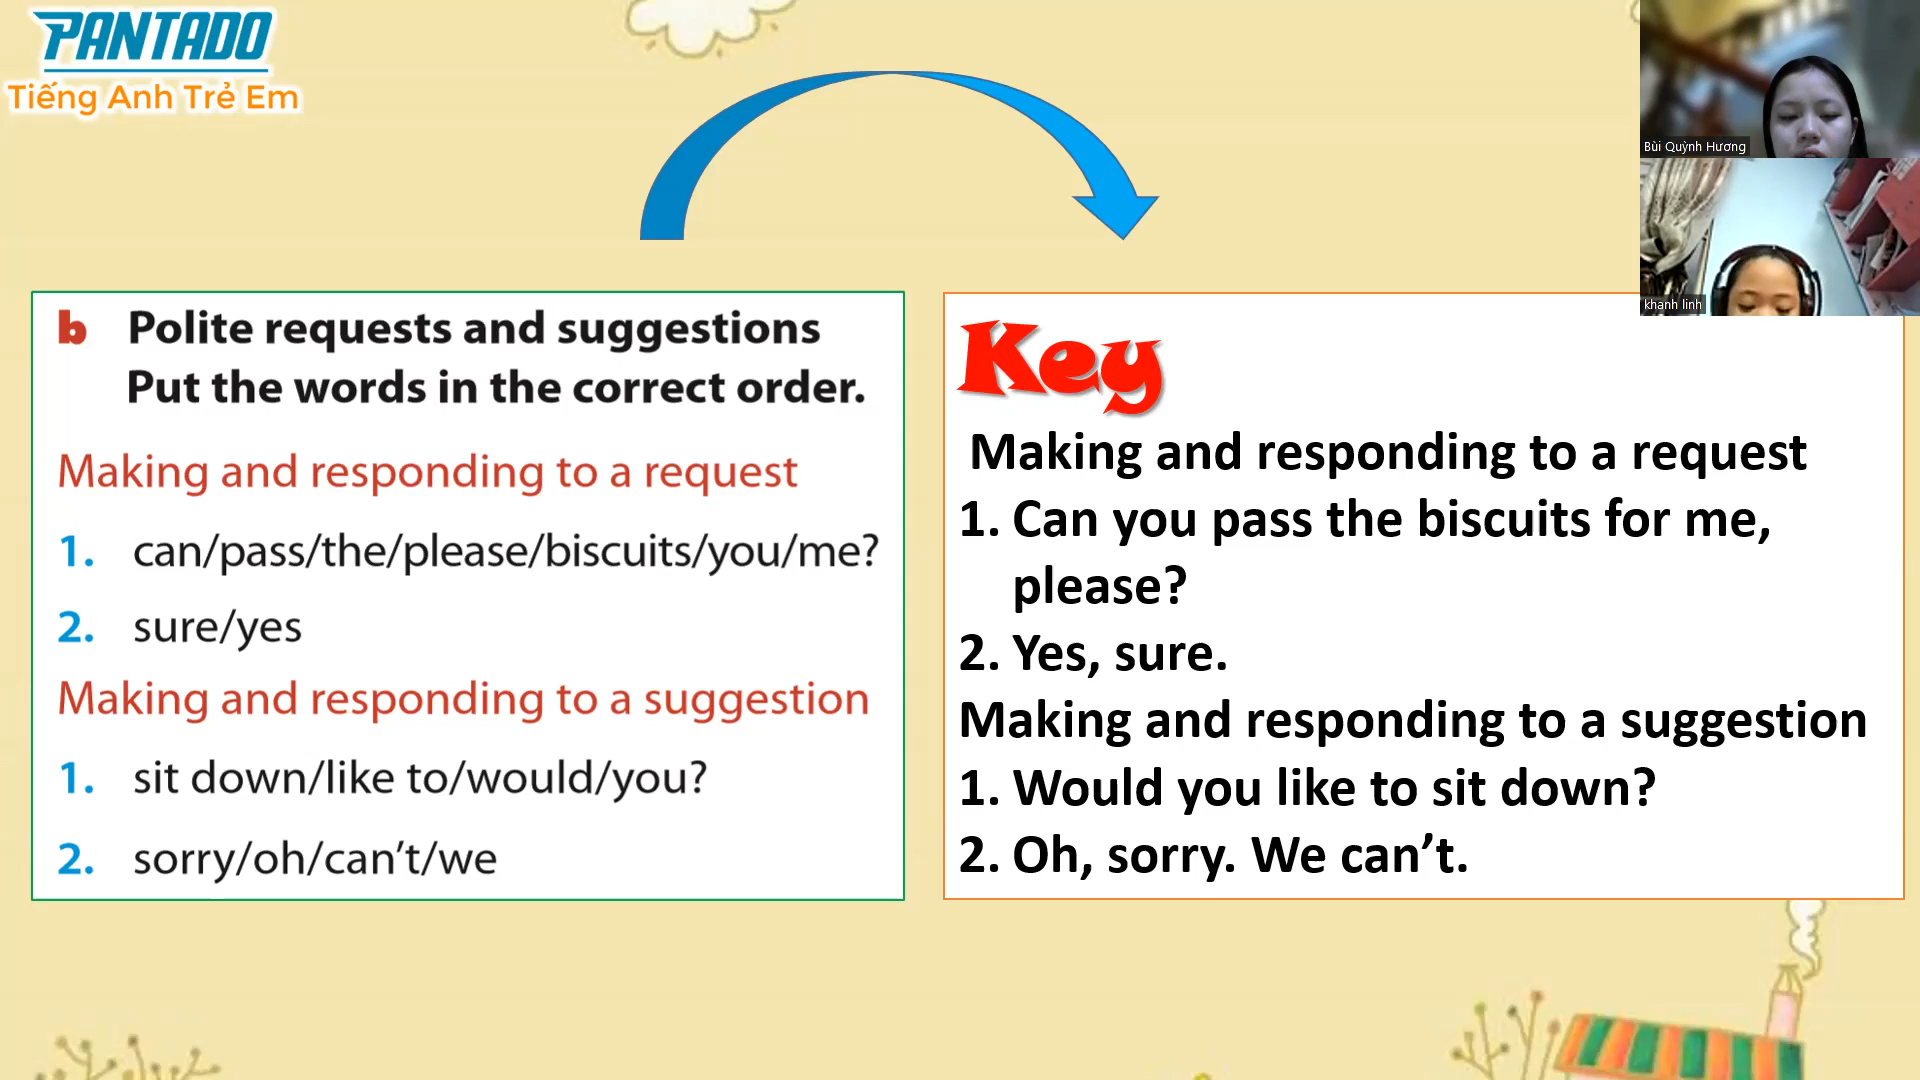 PANTADO
Tiếng Anh Trẻ Em
Bùi Quỳnh Hương
khanh linh
b Polite requests and suggestions
Put the words in the correct order.
Making and responding to a request
1. can/pass/the/please/biscuits/you/me?
2. sure/yes
Making and responding to a suggestion
1. sit down/like to/would/you?
2. sorry/oh/can't/we
Key
Making and responding to a request
1. Can you pass the biscuits for me,
please?
2. Yes, sure.
Making and responding to a suggestion
1. Would you like to sit down?
2. Oh, sorry. We can’t.